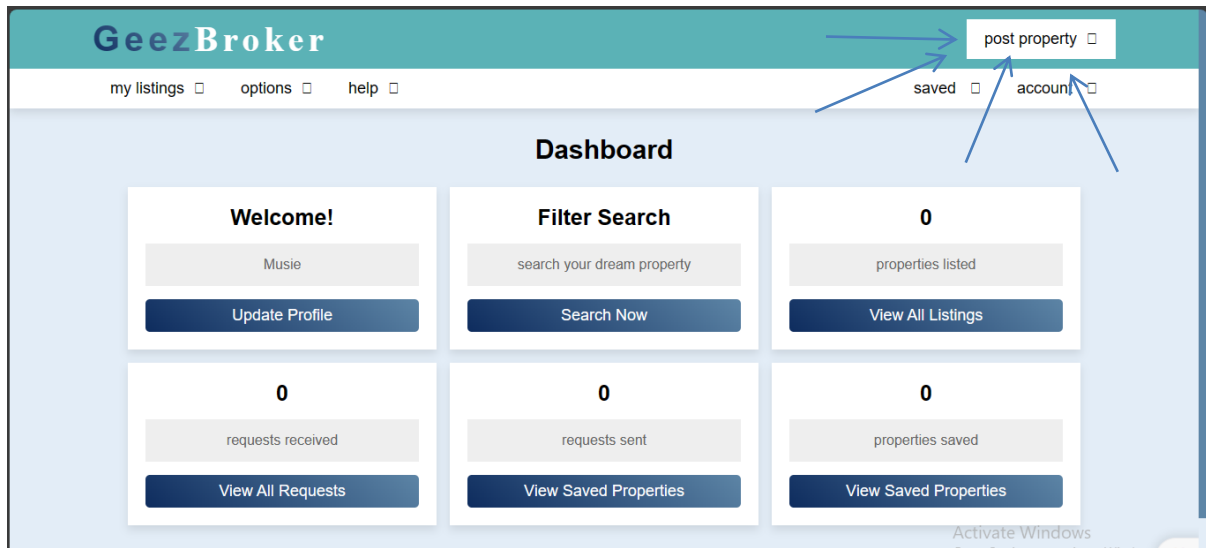 GeezBroker
post property
my listings options help saved account
Dashboard
Welcome!
Musie
Update Profile
Filter Search
search your dream property
Search Now
0
properties listed
View All Listings
0
requests received
View All Requests
0
requests sent
View Saved Properties
0
properties saved
View Saved Properties
Activate Windows